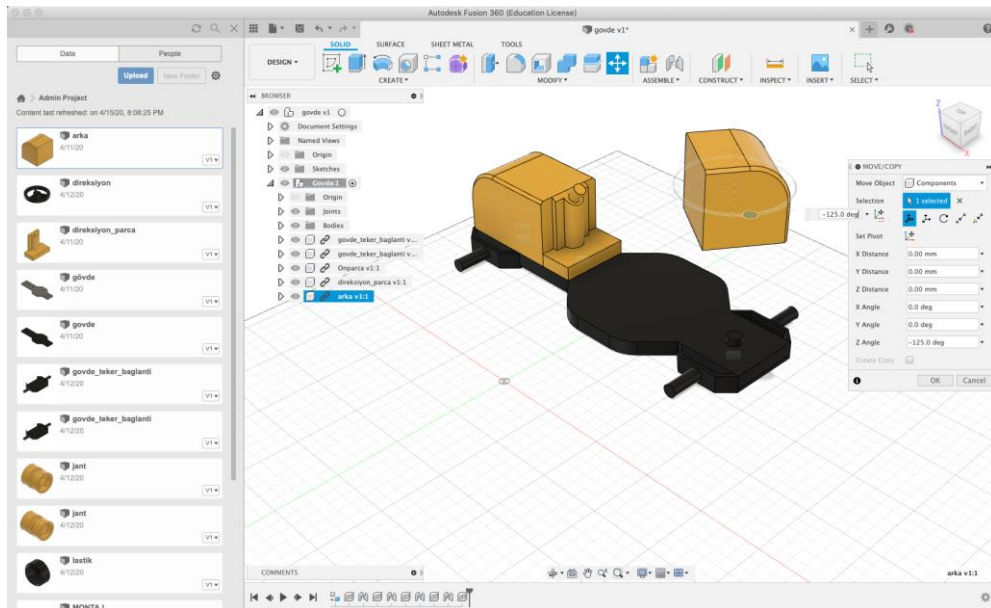 Autodesk Fusion 360 (Education License)
govde v1*
Data
People
Upload
New Folder
Admin Project
Content last refreshed: on 4/15/20, 8:08:25 PM
arka
4/11/20
V1
direksiyon
4/12/20
V1
direksiyon_parca
4/11/20
V1
gövde
4/11/20
govde
4/11/20
V1
govde_teker_baglanti
4/12/20
V1
govde_teker_baglanti
4/12/20
V1
jant
4/12/20
V1
jant
4/12/20
V1
lastik
4/12/20
V1
MONTAJ
DESIGN
SOLID
SURFACE
SHEET METAL
TOOLS
CREATE
MODIFY
ASSEMBLE
CONSTRUCT
INSPECT
INSERT
SELECT
BROWSER
govde v1
Document Settings
Named Views
Origin
Sketches
Govde:1
Origin
Joints
Bodies
govde_teker_baglanti v...
govde_teker_baglanti v...
Onparca v1:1
direksiyon_parca v1:1
arka v1:1
Z
FRONT
RIGHT
X
-125.0 deg
MOVE/COPY
Move Object
Components
Selection
1 selected
Set Pivot
X Distance
0.00 mm
Y Distance
0.00 mm
Z Distance
0.00 mm
X Angle
0.0 deg
Y Angle
0.0 deg
Z Angle
-125.0 deg
Create Copy
OK
Cancel
COMMENTS
arka v1:1